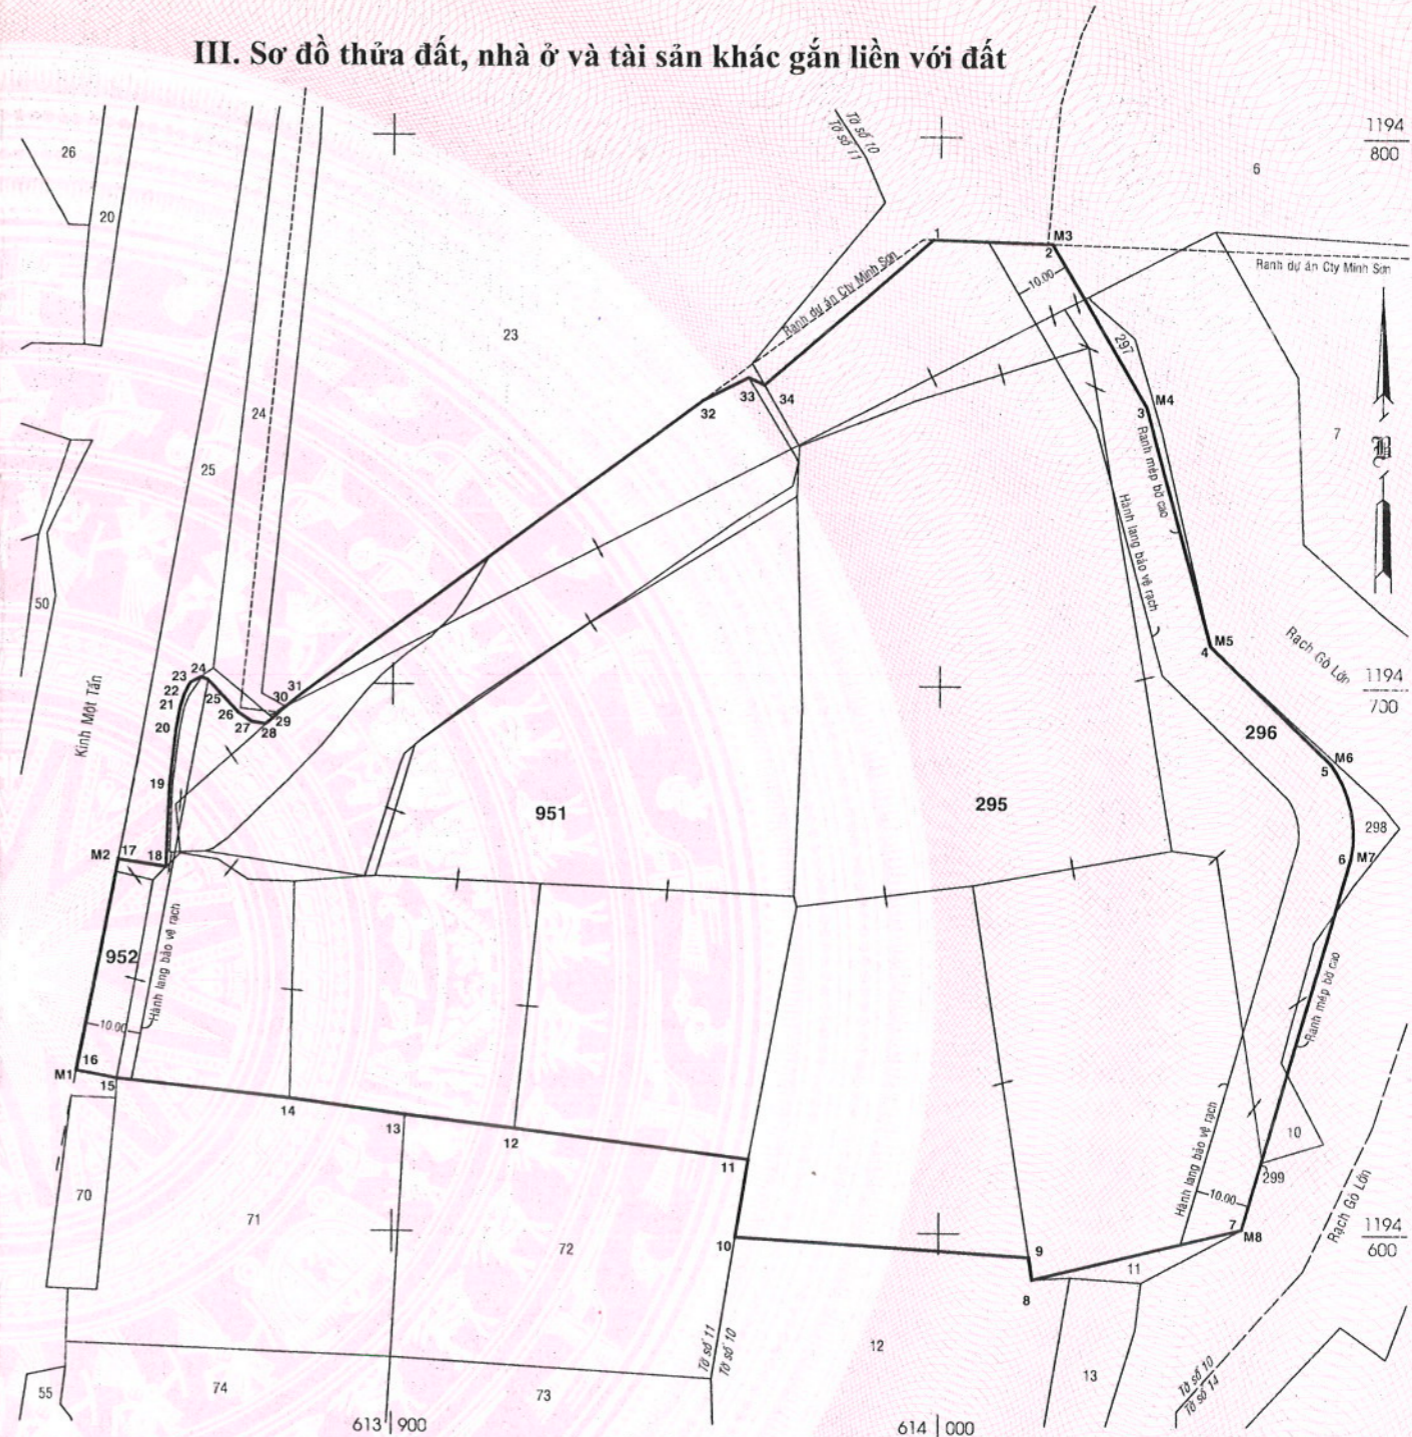 III. Sơ đồ thửa đất, nhà ở và tài sản khác gắn liền với đất
1194
800
26
20
Tờ số 10
Tờ số 11
6
1
M3
2
Ranh dự án Cty Minh Sơn
Ranh dự án Cty Minh Sơn
10.00
23
297
33
34
32
M4
3
7
B
24
25
Ranh mép bờ cao
Hành lang bảo vệ rạch
50
M5
4
Rạch Gò Lớn
1194
700
24
23
22
21
20
25
26
27
28
29
30
31
Kinh Một Tấn
296
M6
5
19
951
295
298
M2
17
18
6
M7
952
Hành lang bảo vệ rạch
10.00
Ranh mép bờ cao
16
M1
15
14
13
12
11
Hành lang bảo vệ rạch
10
299
10.00
70
71
72
10
9
7
M8
Rạch Gò Lớn
1194
600
11
8
12
13
Tờ số 11
Tờ số 10
Tờ số 10
Tờ số 14
55
74
73
613 900
614 000